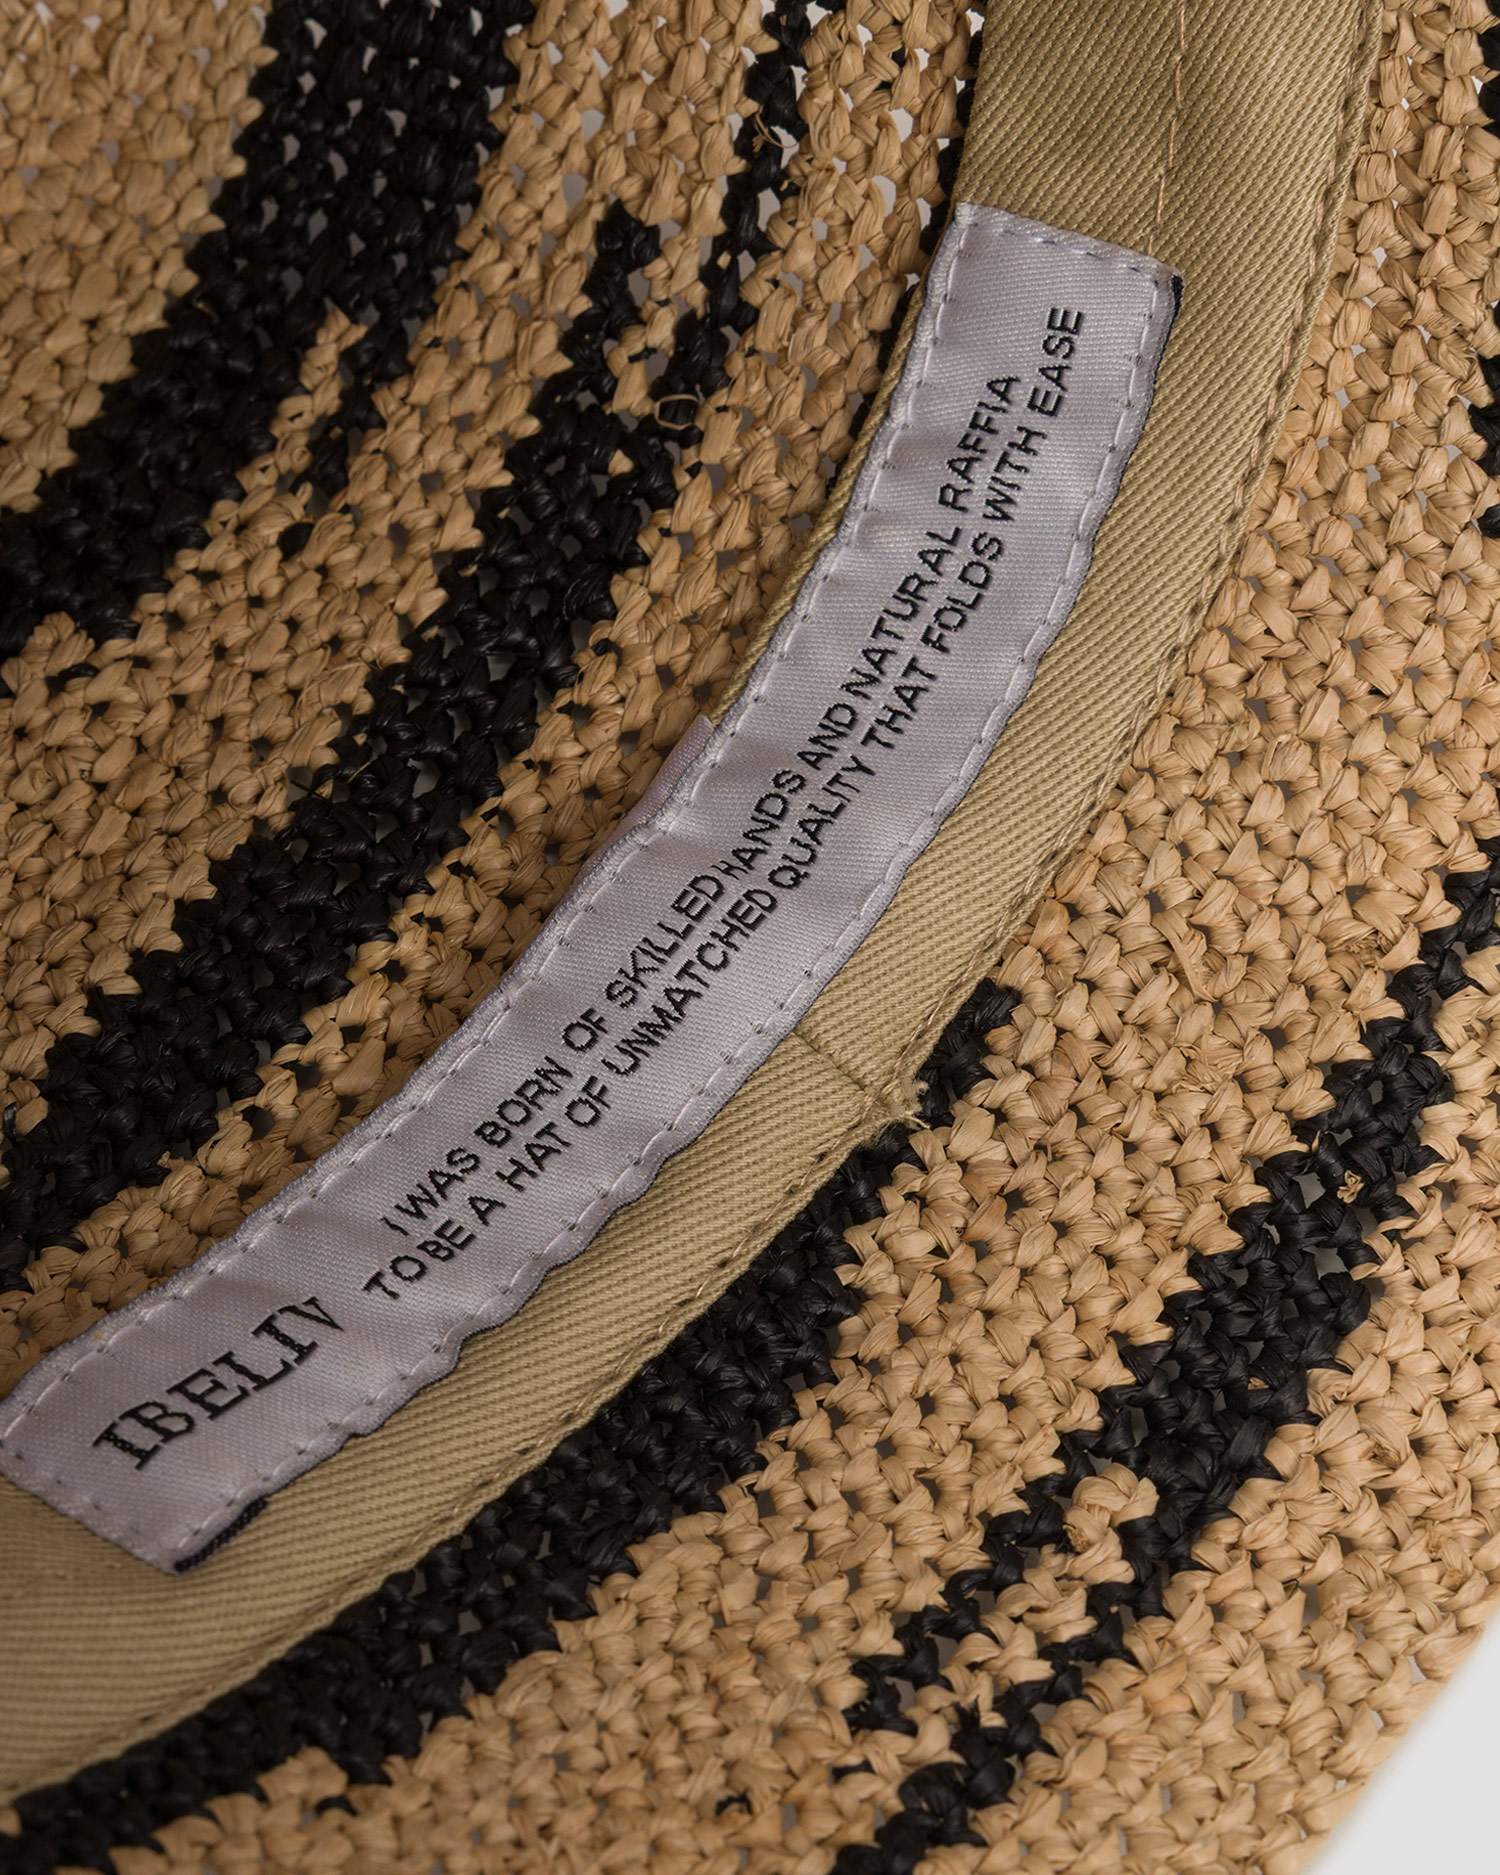 IBELIV
I WAS BORN OF SKILLED HANDS AND NATURAL RAFFIA
TO BE A HAT OF UNMATCHED QUALITY THAT FOLDS WITH EASE